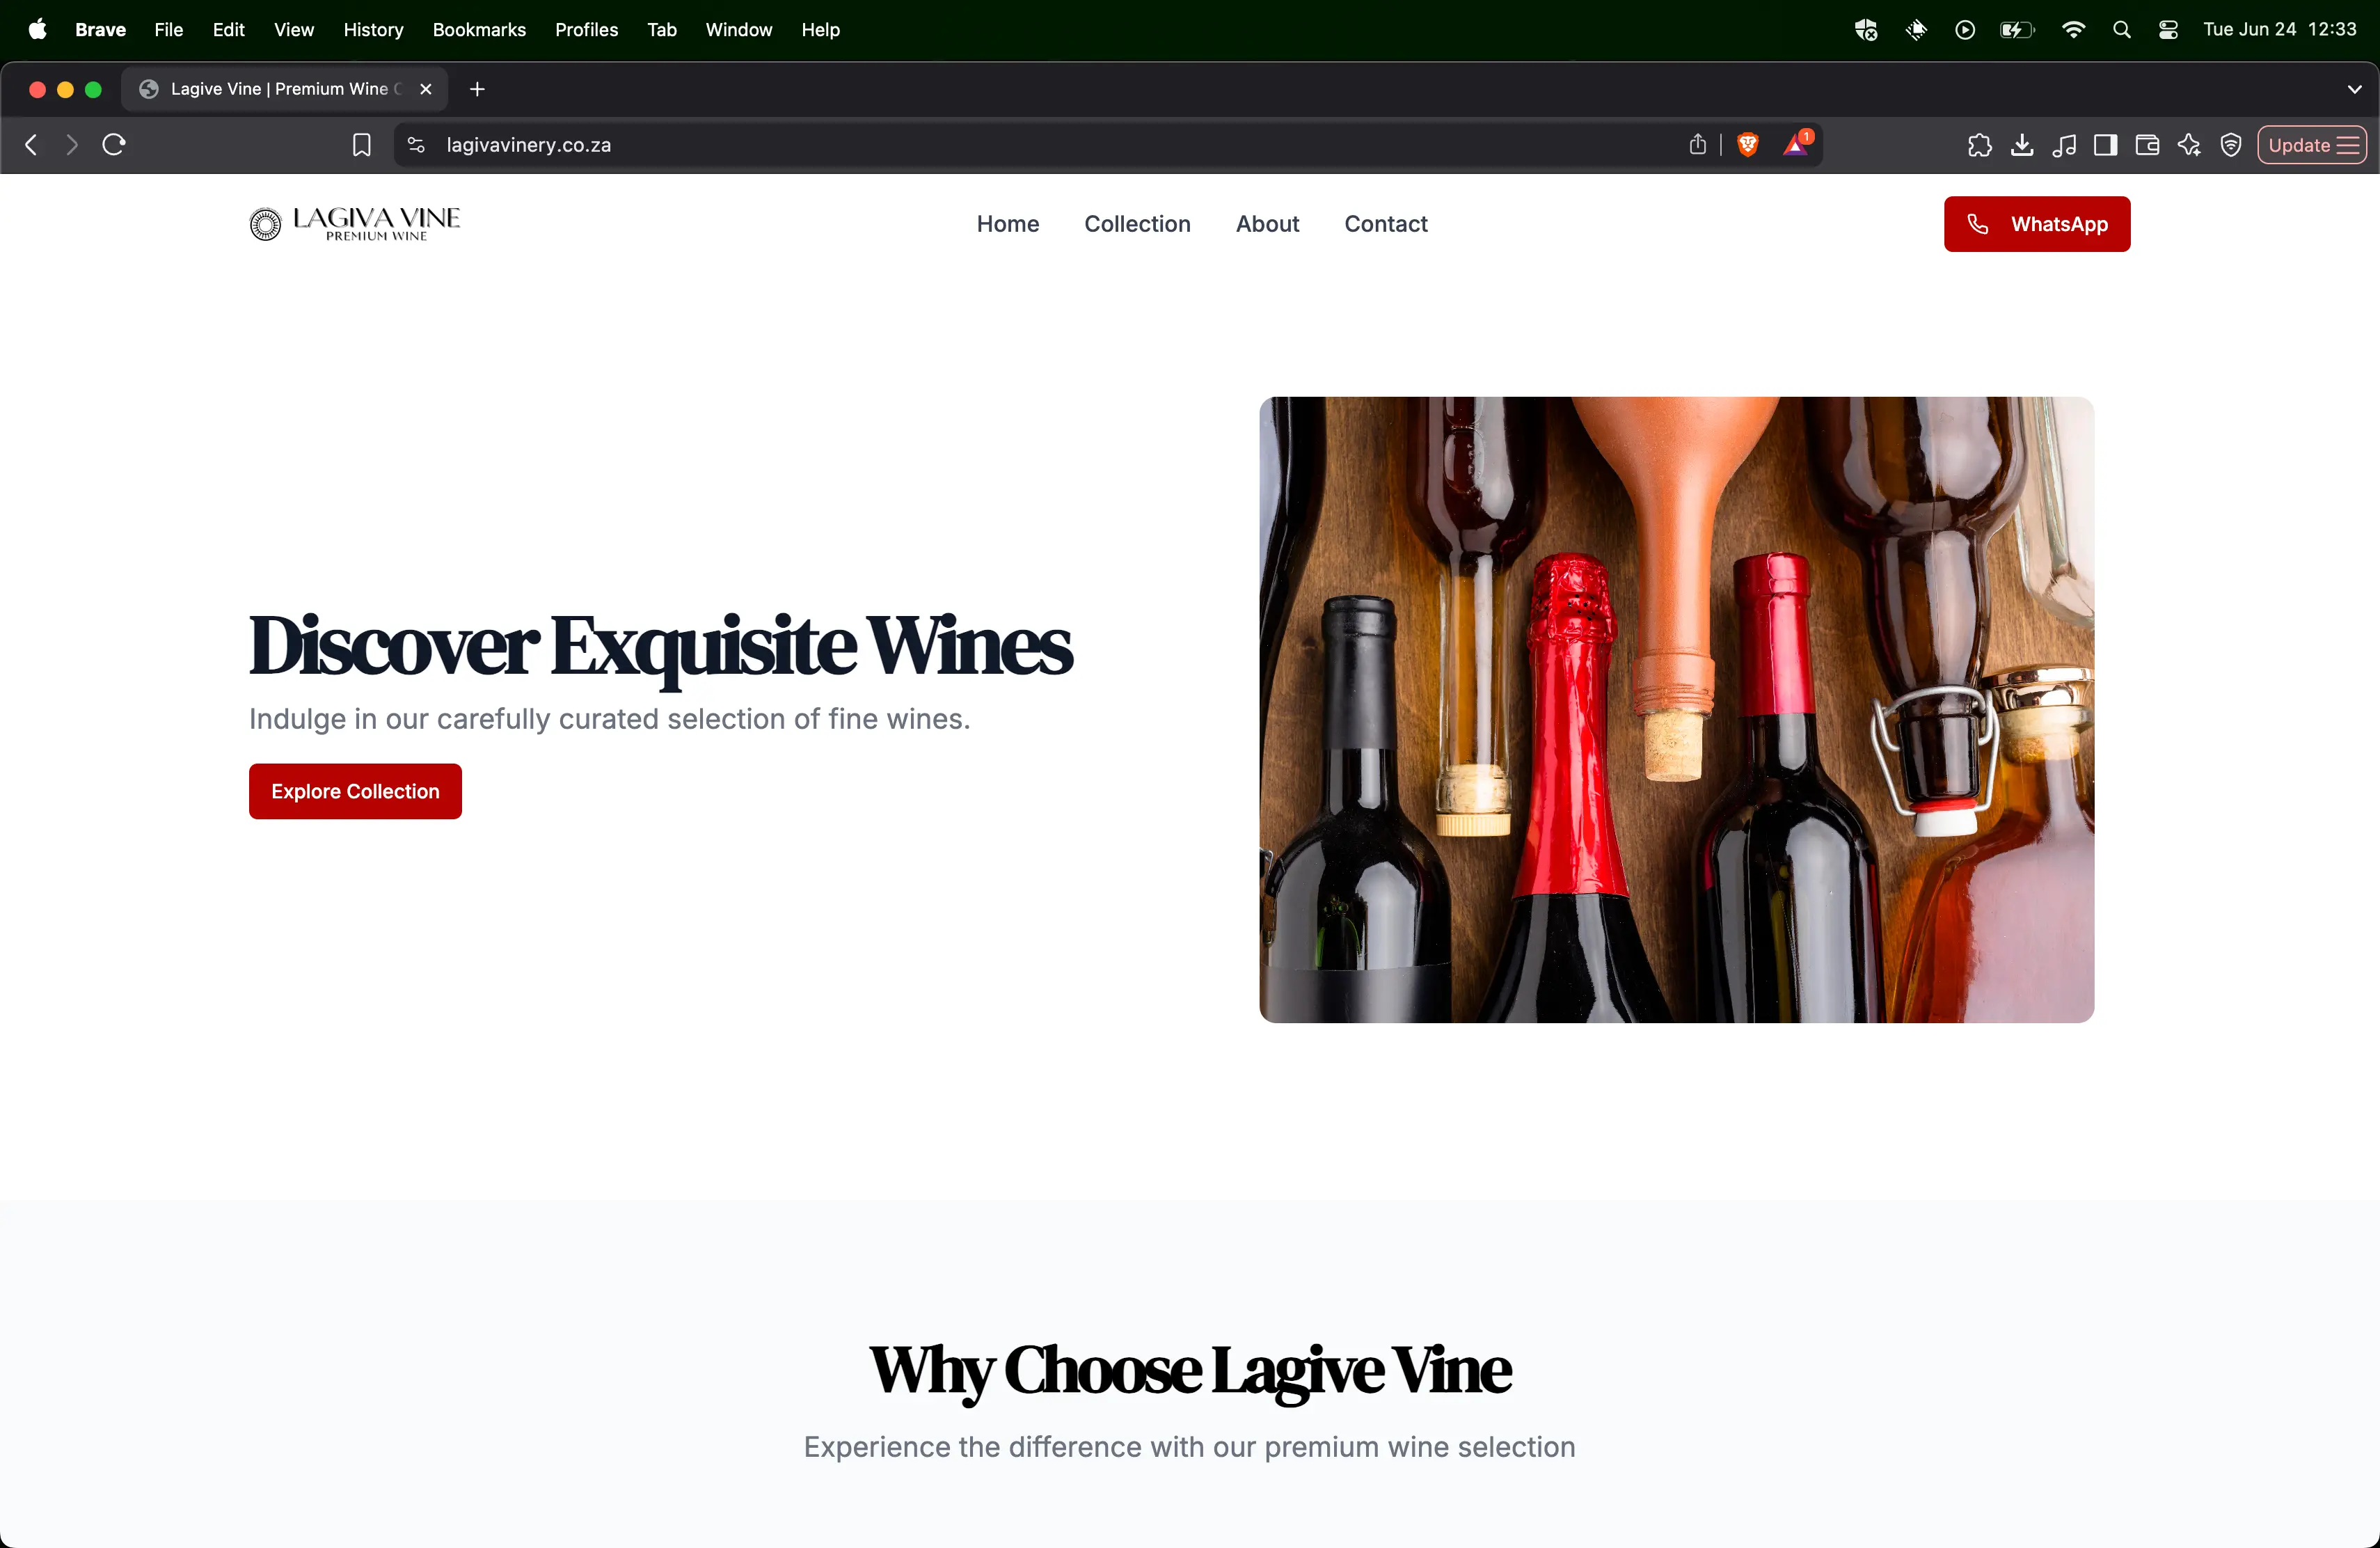 Brave File Edit View History Bookmarks Profiles Tab Window Help Tue Jun 24 12:33
Lagive Vine | Premium Wine
lagivavinery.co.za 1 Update
LAGIVA VINE
PREMIUM WINE
Home Collection About Contact WhatsApp
Discover Exquisite Wines
Indulge in our carefully curated selection of fine wines.
Explore Collection
Why Choose Lagive Vine
Experience the difference with our premium wine selection